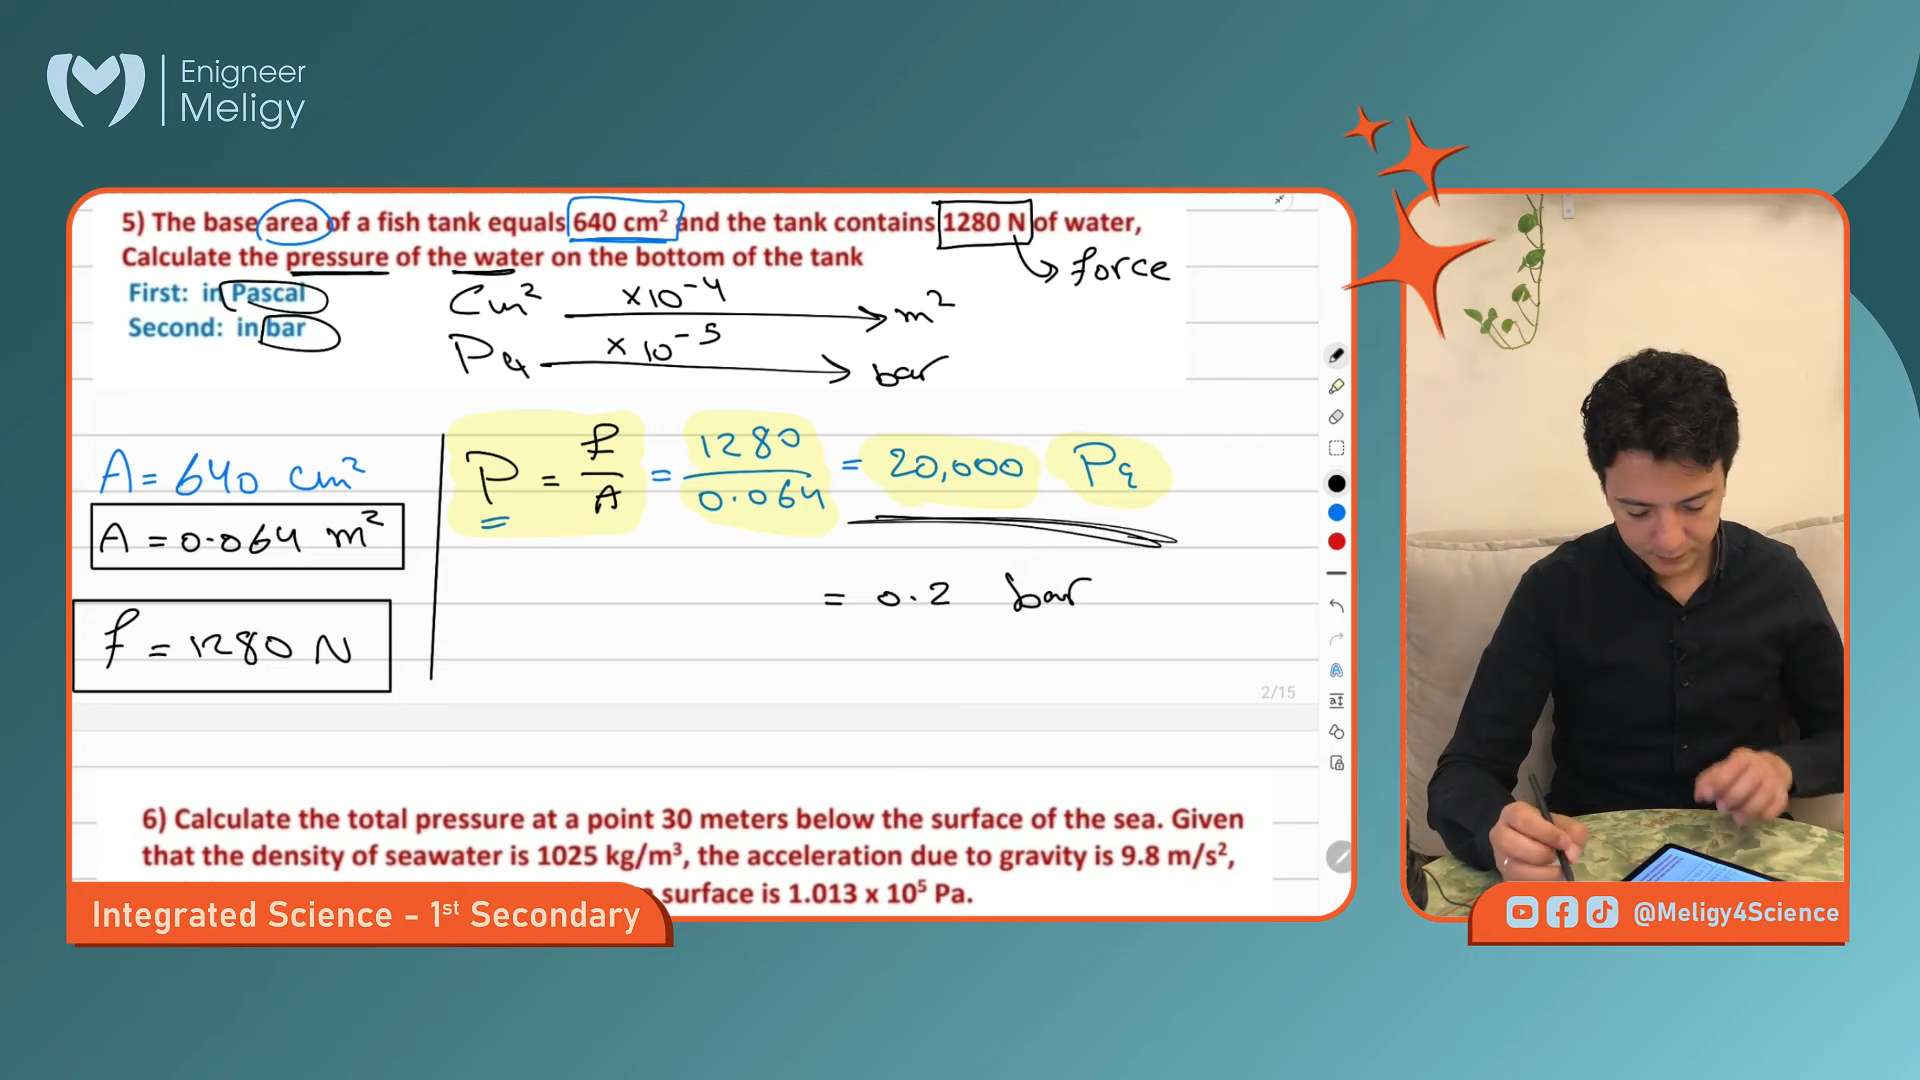 Enigneer
Meligy
5) The base area of a fish tank equals 640 cm² and the tank contains 1280 N of water,
Calculate the pressure of the water on the bottom of the tank
force
First: in Pascal
Second: in bar
Cm² ×10⁻⁴ m²
Pa ×10⁻⁵ bar
A = 640 cm²
A = 0.064 m²
f = 1280 N
P = f/A = 1280/0.064 = 20,000 Pa
= 0.2 bar
2/15
6) Calculate the total pressure at a point 30 meters below the surface of the sea. Given
that the density of seawater is 1025 kg/m³, the acceleration due to gravity is 9.8 m/s²,
surface is 1.013 x 10⁵ Pa.
Integrated Science - 1st Secondary
@Meligy4Science